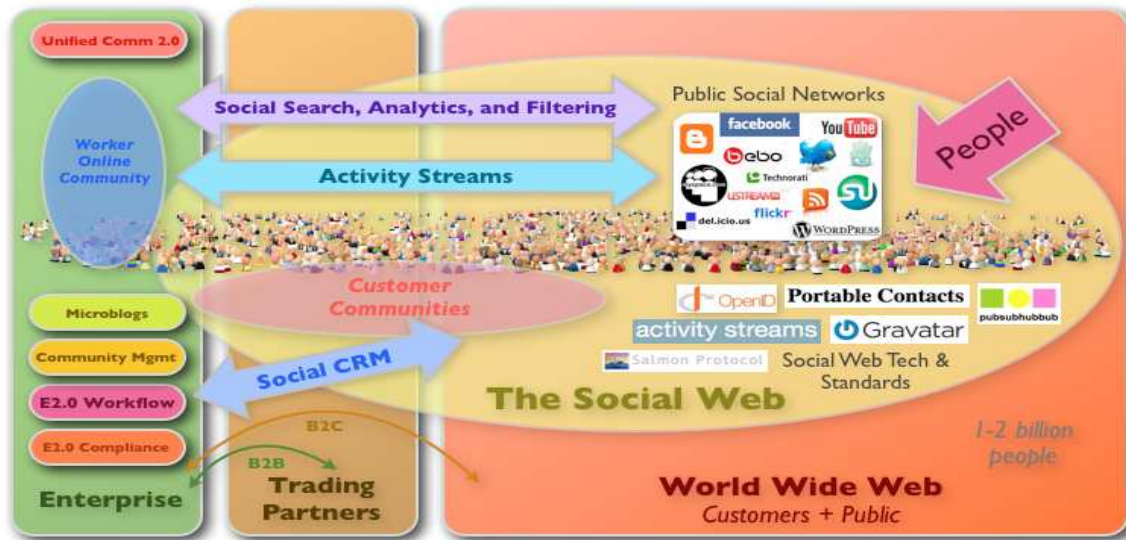 Unified Comm 2.0
Worker
Online
Community
Social Search, Analytics, and Filtering
Activity Streams
Public Social Networks
facebook
YouTube
bebo
Technorati
USTREAM
flickr
del.icio.us
WORDPRESS
People
Customer
Communities
Microblogs
Community Mgmt
E2.0 Workflow
E2.0 Compliance
Social CRM
OpenID
Portable Contacts
pubsubhubbub
activity streams
Gravatar
Salmon Protocol
Social Web Tech &
Standards
The Social Web
1-2 billion
people
B2C
B2B
Enterprise
Trading
Partners
World Wide Web
Customers + Public